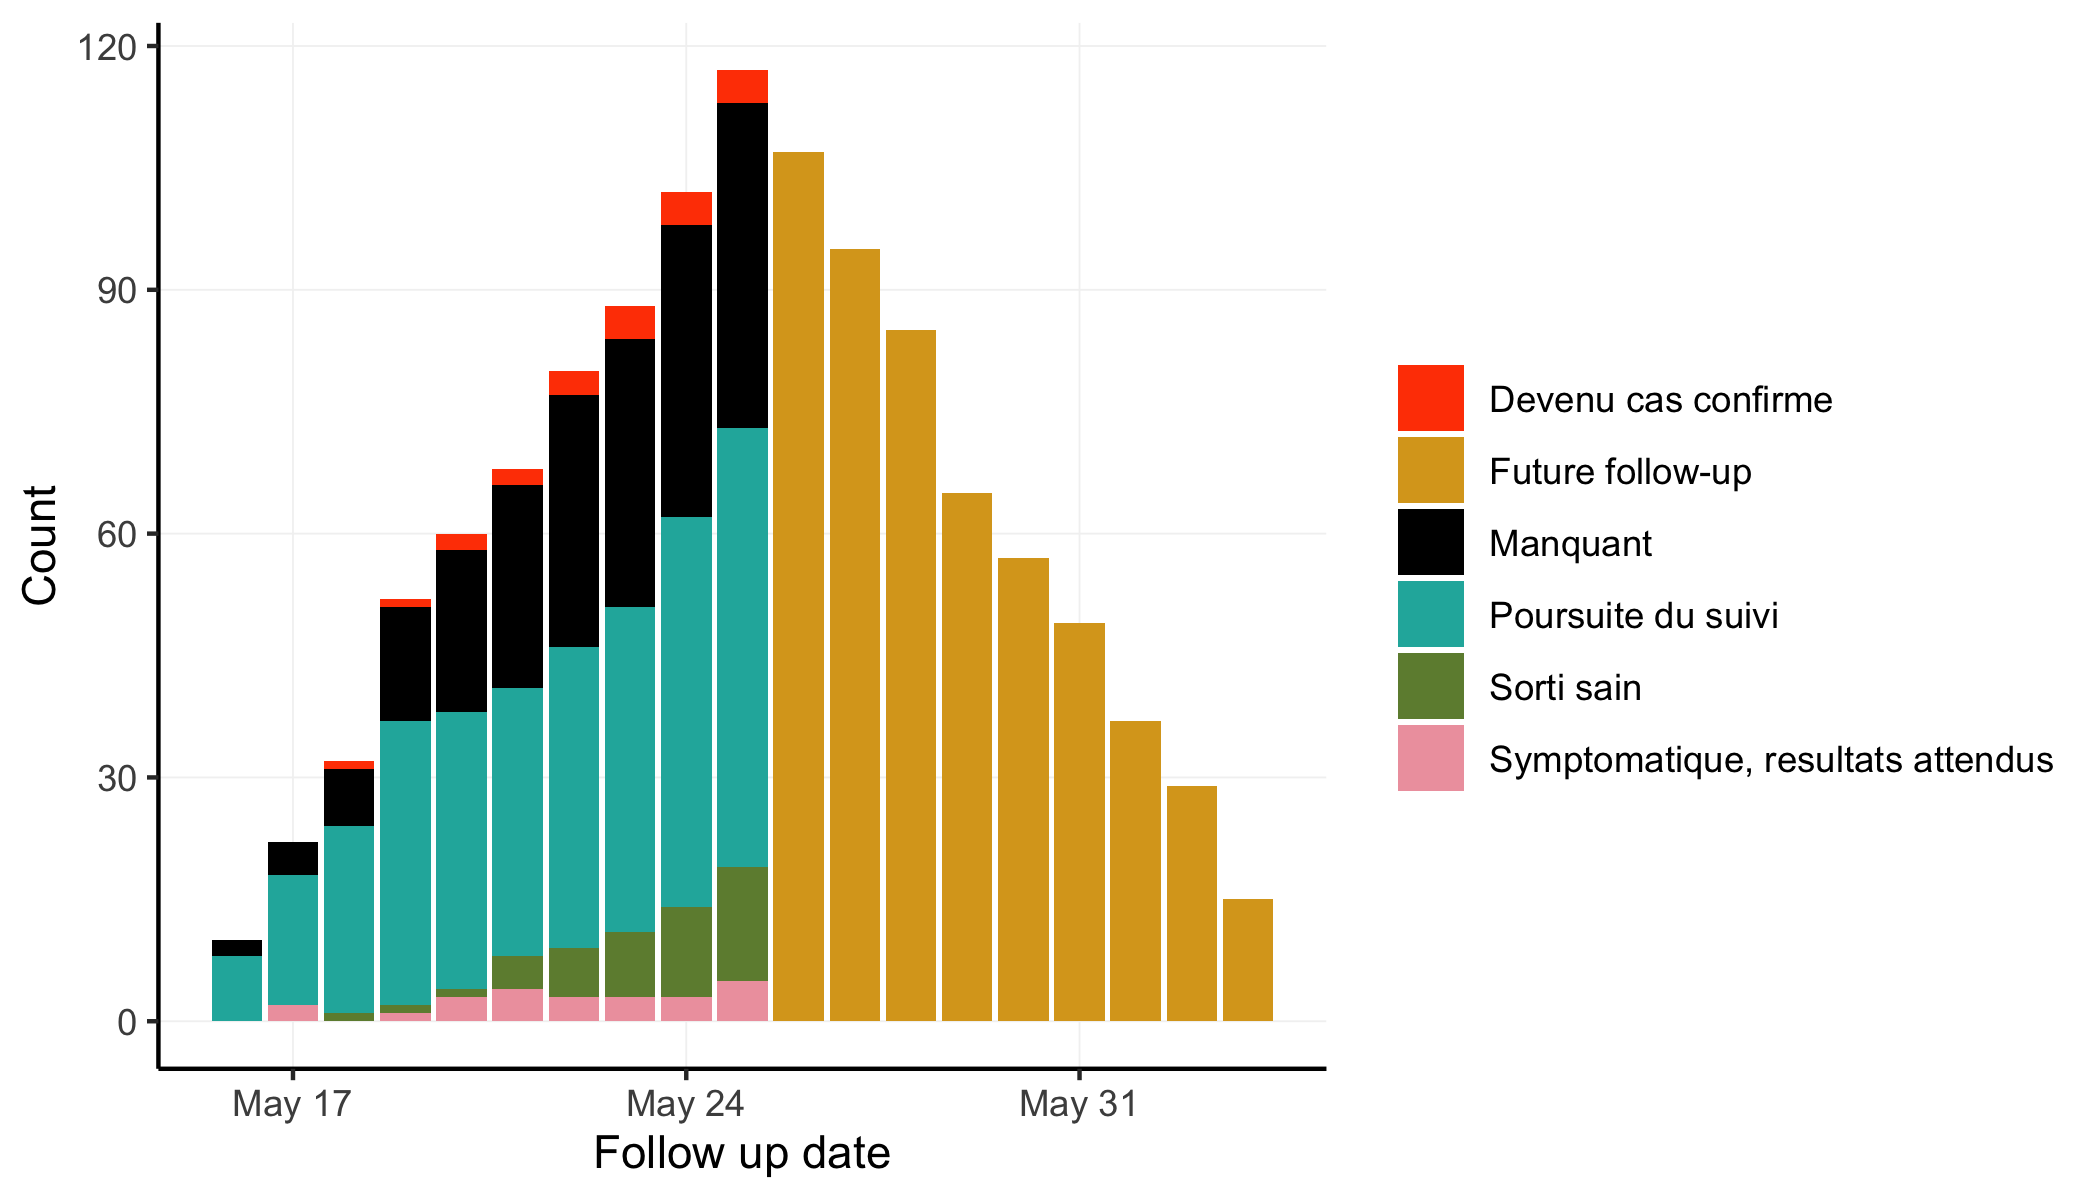 120
90
60
30
0
Count
May 17
May 24
May 31
Follow up date
Devenu cas confirme
Future follow-up
Manquant
Poursuite du suivi
Sorti sain
Symptomatique, resultats attendus